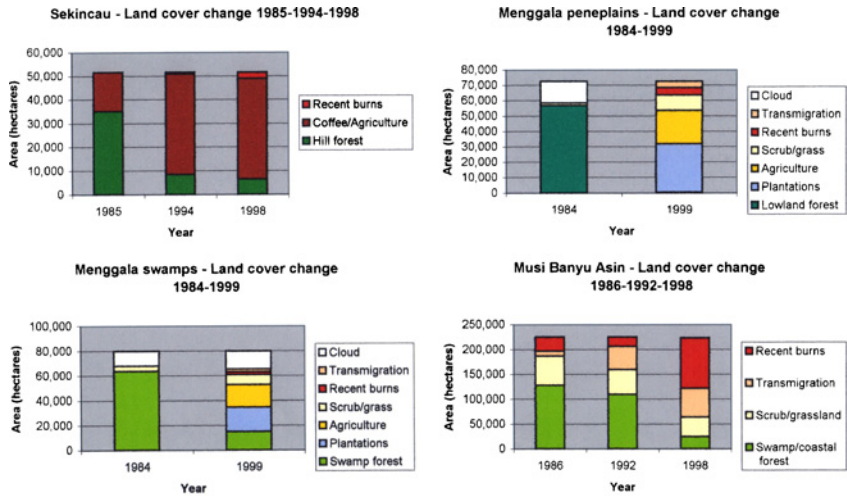 Sekincau - Land cover change 1985-1994-1998
Area (hectares)
60,000
50,000
40,000
30,000
20,000
10,000
0
1985 1994 1998
Year
Recent burns
Coffee/Agriculture
Hill forest
Menggala peneplains - Land cover change
1984-1999
Area (hectares)
80,000
70,000
60,000
50,000
40,000
30,000
20,000
10,000
0
1984 1999
Year
Cloud
Transmigration
Recent burns
Scrub/grass
Agriculture
Plantations
Lowland forest
Menggala swamps - Land cover change
1984-1999
Area (hectares)
100,000
80,000
60,000
40,000
20,000
0
1984 1999
Year
Cloud
Transmigration
Recent burns
Scrub/grass
Agriculture
Plantations
Swamp forest
Musi Banyu Asin - Land cover change
1986-1992-1998
Area (hectares)
250,000
200,000
150,000
100,000
50,000
0
1986 1992 1998
Year
Recent burns
Transmigration
Scrub/grassland
Swamp/coastal
forest